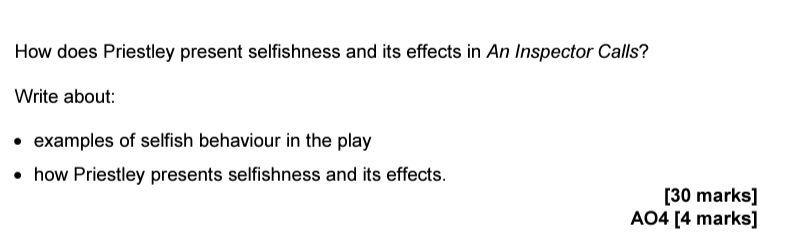 How does Priestley present selfishness and its effects in An Inspector Calls?
Write about:
• examples of selfish behaviour in the play
• how Priestley presents selfishness and its effects.
[30 marks]
AO4 [4 marks]